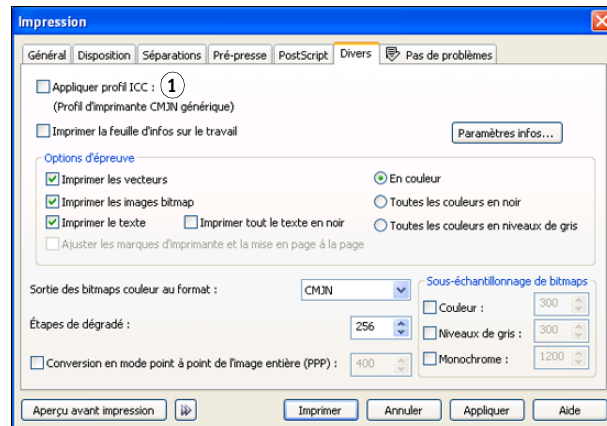 Impression
Général Disposition Séparations Pré-presse PostScript Divers Pas de problèmes
Appliquer profil ICC : 1
(Profil d'imprimante CMJN générique)
Imprimer la feuille d'infos sur le travail
Paramètres infos...
Options d'épreuve
Imprimer les vecteurs
En couleur
Imprimer les images bitmap
Toutes les couleurs en noir
Imprimer le texte Imprimer tout le texte en noir
Toutes les couleurs en niveaux de gris
Ajuster les marques d'imprimante et la mise en page à la page
Sortie des bitmaps couleur au format : CMJN
Sous-échantillonnage de bitmaps
Couleur : 300
Étapes de dégradé : 256
Niveaux de gris : 300
Conversion en mode point à point de l'image entière (PPP) : 400
Monochrome : 1200
Aperçu avant impression Imprimer Annuler Appliquer Aide